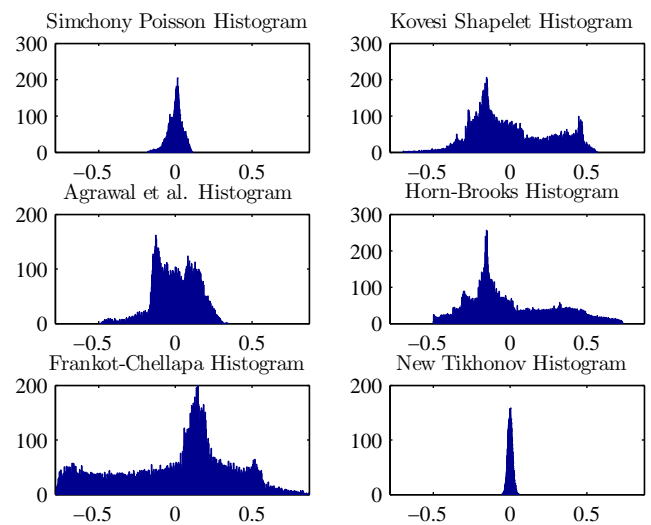 Simchony Poisson Histogram
300
200
100
0
−0.5 0 0.5
Kovesi Shapelet Histogram
300
200
100
0
−0.5 0 0.5
Agrawal et al. Histogram
200
100
0
−0.5 0 0.5
Horn-Brooks Histogram
300
200
100
0
−0.5 0 0.5
Frankot-Chellapa Histogram
200
100
0
−0.5 0 0.5
New Tikhonov Histogram
200
100
0
−0.5 0 0.5